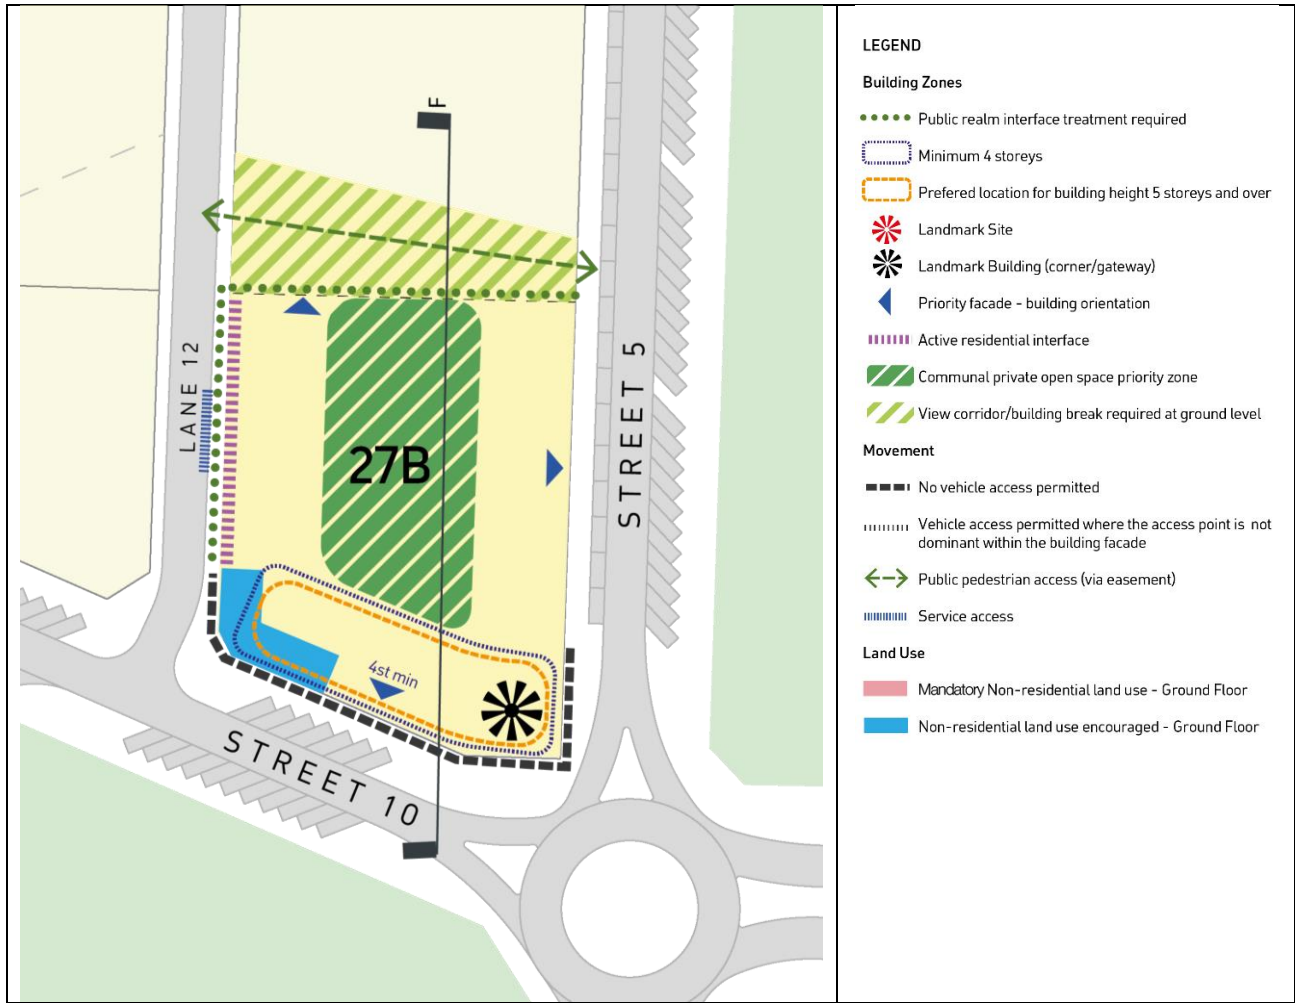 F
LANE 12
STREET 5
27B
4st min
STREET 10
LEGEND
Building Zones
Public realm interface treatment required
Minimum 4 storeys
Prefered location for building height 5 storeys and over
Landmark Site
Landmark Building (corner/gateway)
Priority facade - building orientation
Active residential interface
Communal private open space priority zone
View corridor/building break required at ground level
Movement
No vehicle access permitted
Vehicle access permitted where the access point is not
dominant within the building facade
Public pedestrian access (via easement)
Service access
Land Use
Mandatory Non-residential land use - Ground Floor
Non-residential land use encouraged - Ground Floor